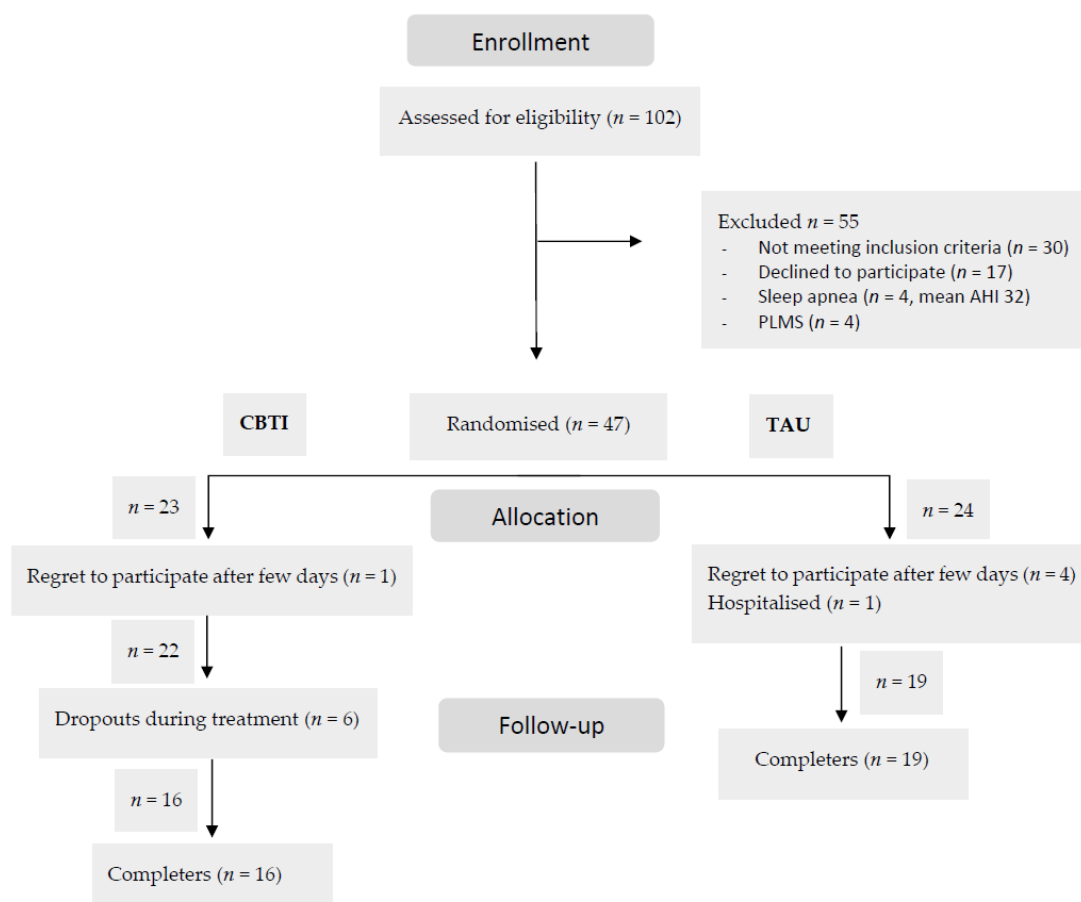 Enrollment
Assessed for eligibility (n = 102)
Excluded n = 55
- Not meeting inclusion criteria (n = 30)
- Declined to participate (n = 17)
- Sleep apnea (n = 4, mean AHI 32)
- PLMS (n = 4)
CBTI
Randomised (n = 47)
TAU
n = 23
Allocation
n = 24
Regret to participate after few days (n = 1)
Regret to participate after few days (n = 4)
Hospitalised (n = 1)
n = 22
n = 19
Dropouts during treatment (n = 6)
Follow-up
Completers (n = 19)
n = 16
Completers (n = 16)